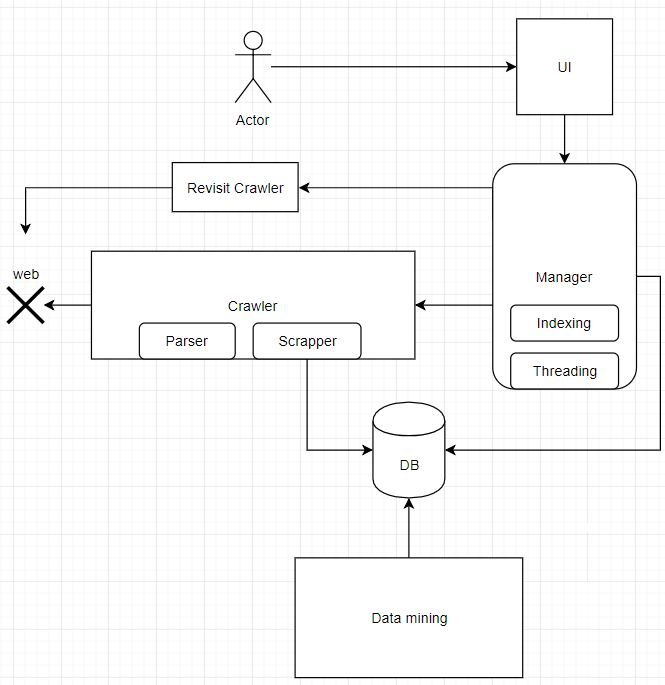 UI
Actor
Revisit Crawler
web
Manager
Crawler
Indexing
Parser
Scrapper
Threading
DB
Data mining